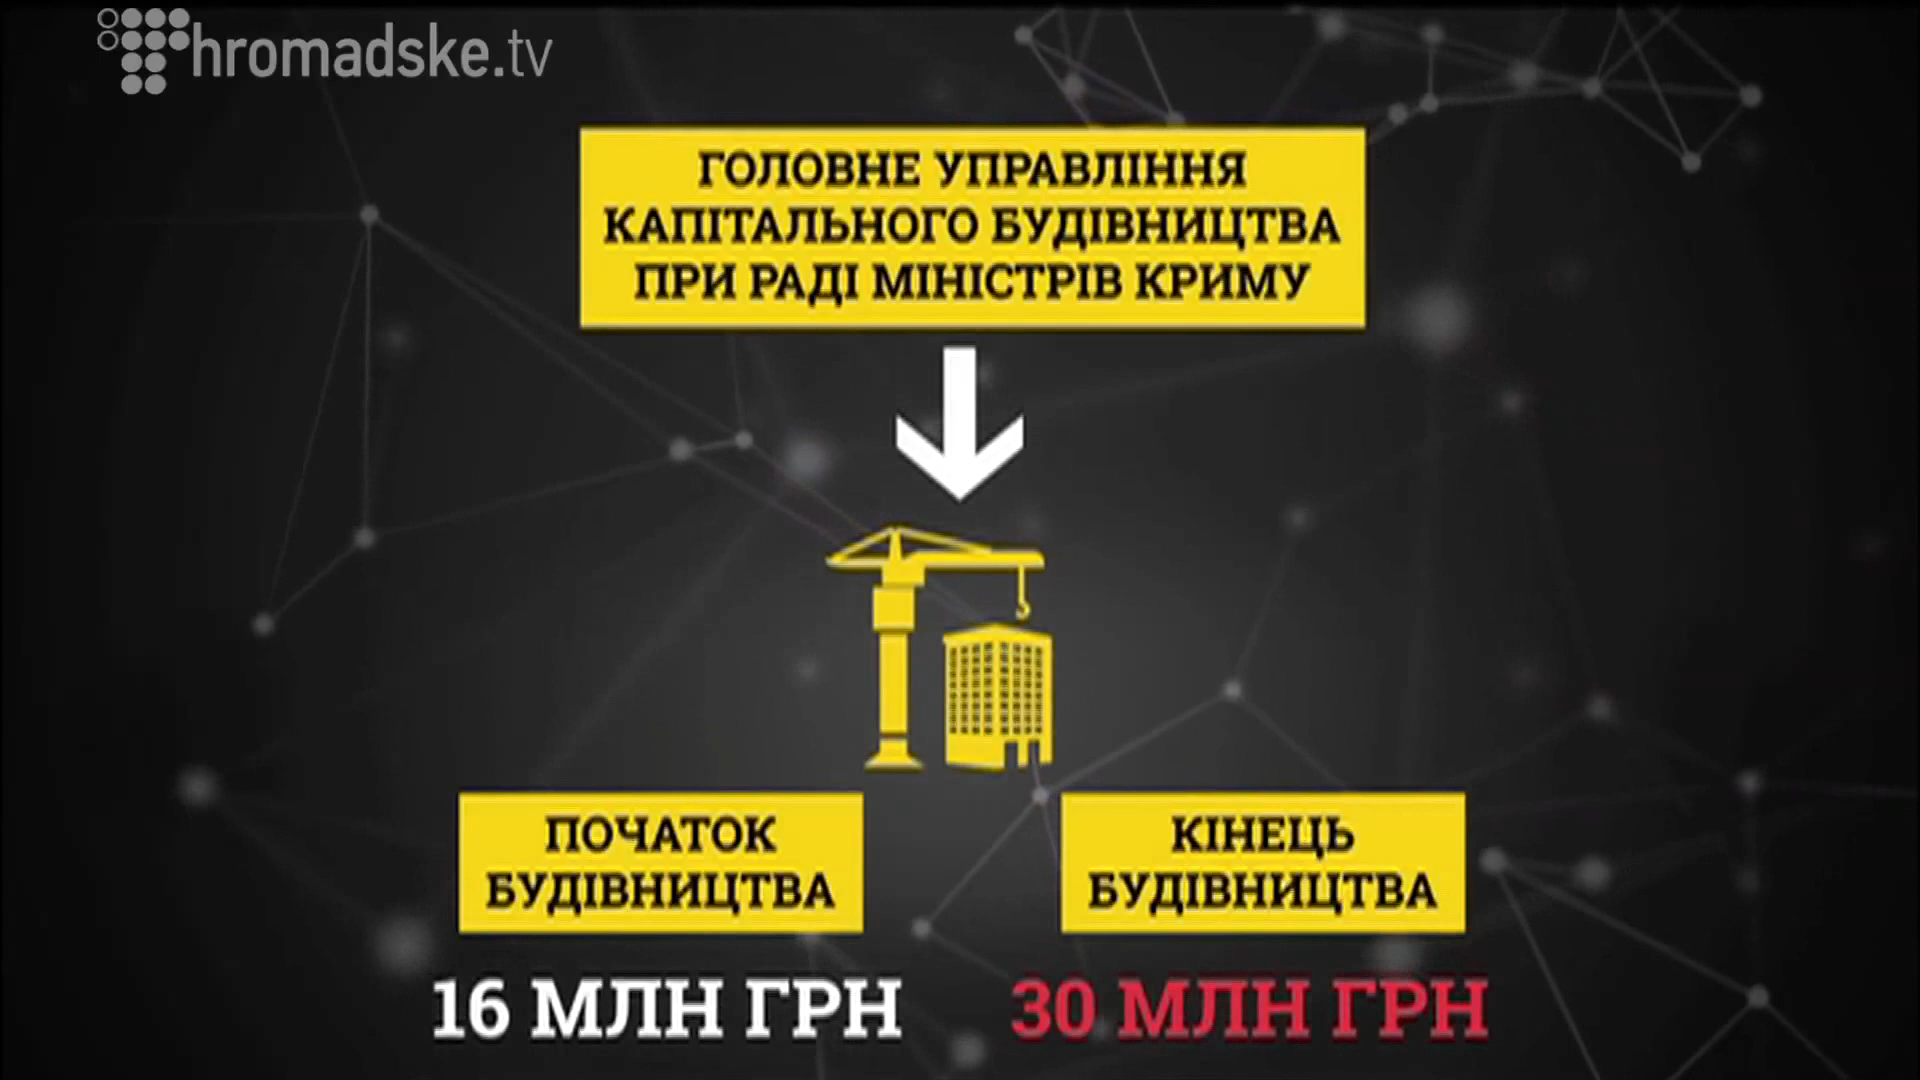 hromadske.tv
ГОЛОВНЕ УПРАВЛІННЯ
КАПІТАЛЬНОГО БУДІВНИЦТВА
ПРИ РАДІ МІНІСТРІВ КРИМУ
ПОЧАТОК
БУДІВНИЦТВА
16 МЛН ГРН
КІНЕЦЬ
БУДІВНИЦТВА
30 МЛН ГРН